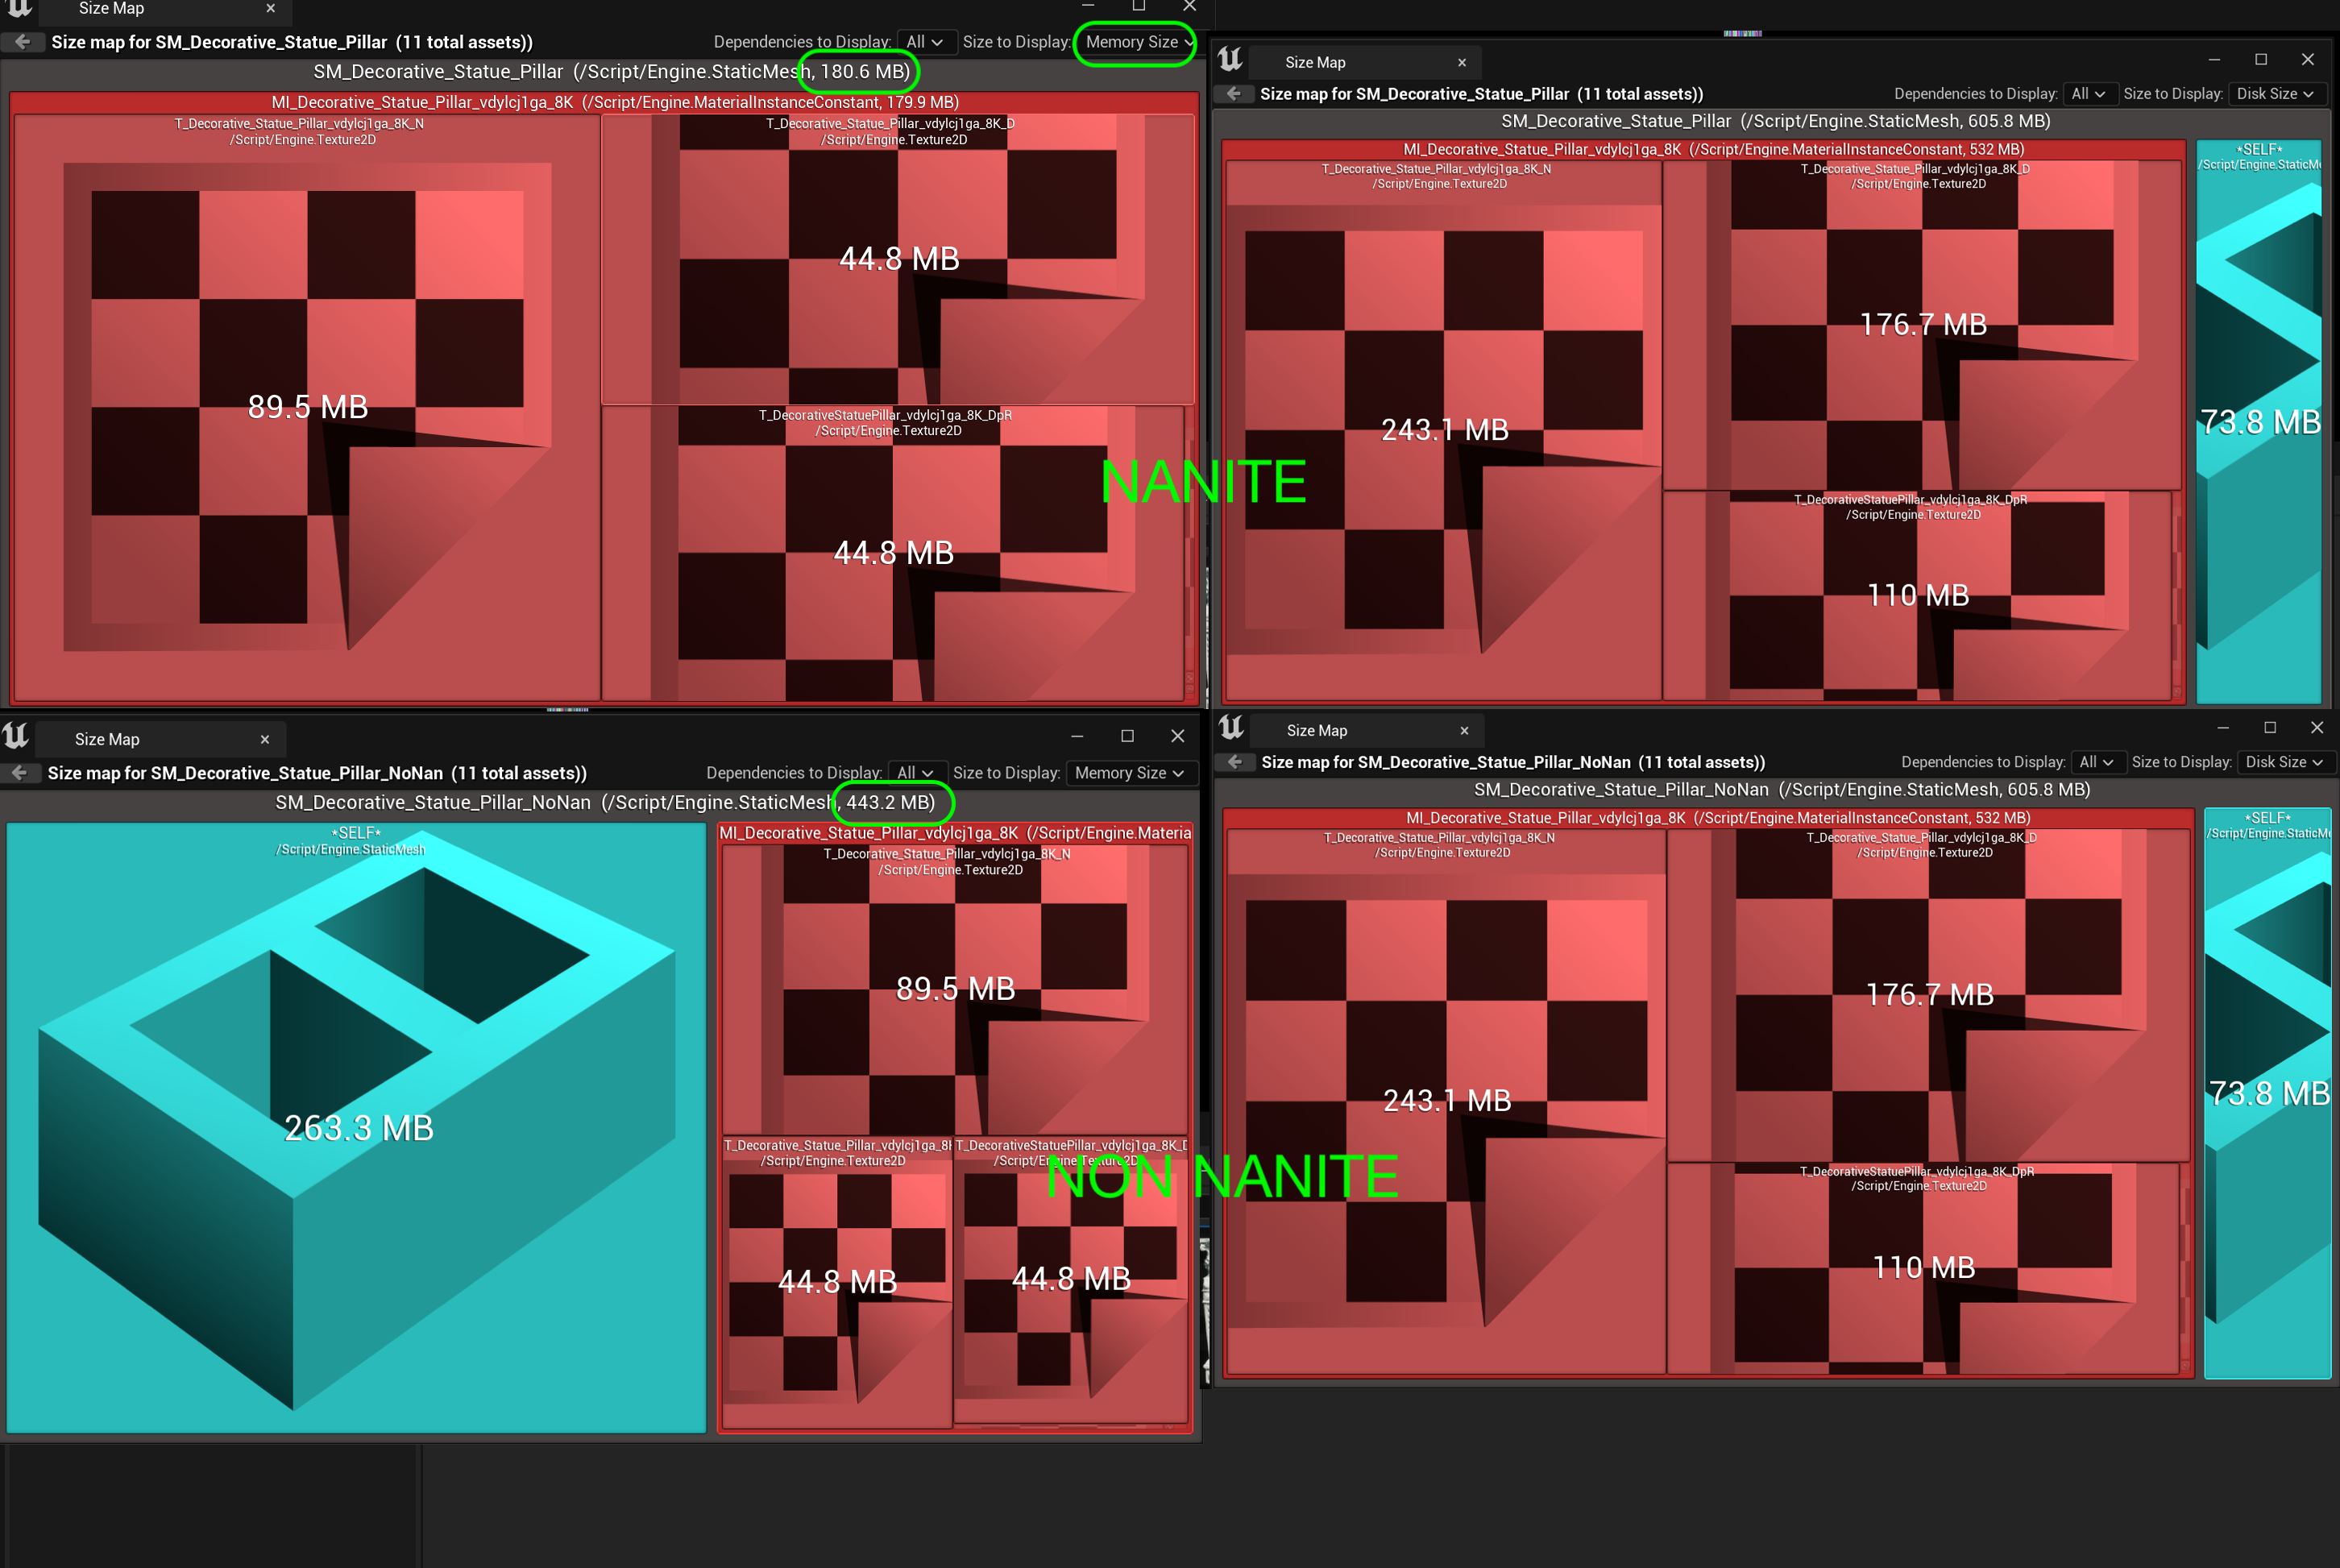 Size Map
Size map for SM_Decorative_Statue_Pillar (11 total assets))
Dependencies to Display: All
Size to Display: Memory Size
SM_Decorative_Statue_Pillar (/Script/Engine.StaticMesh, 180.6 MB)
MI_Decorative_Statue_Pillar_vdylcj1ga_8K (/Script/Engine.MaterialInstanceConstant, 179.9 MB)
T_Decorative_Statue_Pillar_vdylcj1ga_8K_N
/Script/Engine.Texture2D
89.5 MB
T_Decorative_Statue_Pillar_vdylcj1ga_8K_D
/Script/Engine.Texture2D
44.8 MB
T_DecorativeStatuePillar_vdylcj1ga_8K_DpR
/Script/Engine.Texture2D
44.8 MB
NANITE
Size Map
Size map for SM_Decorative_Statue_Pillar (11 total assets))
Dependencies to Display: All
Size to Display: Disk Size
SM_Decorative_Statue_Pillar (/Script/Engine.StaticMesh, 605.8 MB)
MI_Decorative_Statue_Pillar_vdylcj1ga_8K (/Script/Engine.MaterialInstanceConstant, 532 MB)
T_Decorative_Statue_Pillar_vdylcj1ga_8K_N
/Script/Engine.Texture2D
243.1 MB
T_Decorative_Statue_Pillar_vdylcj1ga_8K_D
/Script/Engine.Texture2D
176.7 MB
T_DecorativeStatuePillar_vdylcj1ga_8K_DpR
/Script/Engine.Texture2D
110 MB
*SELF*
/Script/Engine.StaticMe
73.8 MB
Size Map
Size map for SM_Decorative_Statue_Pillar_NoNan (11 total assets))
Dependencies to Display: All
Size to Display: Memory Size
SM_Decorative_Statue_Pillar_NoNan (/Script/Engine.StaticMesh, 443.2 MB)
*SELF*
/Script/Engine.StaticMesh
263.3 MB
MI_Decorative_Statue_Pillar_vdylcj1ga_8K (/Script/Engine.Materia
T_Decorative_Statue_Pillar_vdylcj1ga_8K_N
/Script/Engine.Texture2D
89.5 MB
T_Decorative_Statue_Pillar_vdylcj1ga_8K
/Script/Engine.Texture2D
44.8 MB
T_DecorativeStatuePillar_vdylcj1ga_8K_D
/Script/Engine.Texture2D
44.8 MB
NON NANITE
Size Map
Size map for SM_Decorative_Statue_Pillar_NoNan (11 total assets))
Dependencies to Display: All
Size to Display: Disk Size
SM_Decorative_Statue_Pillar_NoNan (/Script/Engine.StaticMesh, 605.8 MB)
MI_Decorative_Statue_Pillar_vdylcj1ga_8K (/Script/Engine.MaterialInstanceConstant, 532 MB)
T_Decorative_Statue_Pillar_vdylcj1ga_8K_N
/Script/Engine.Texture2D
243.1 MB
T_Decorative_Statue_Pillar_vdylcj1ga_8K_D
/Script/Engine.Texture2D
176.7 MB
T_DecorativeStatuePillar_vdylcj1ga_8K_DpR
/Script/Engine.Texture2D
110 MB
*SELF*
/Script/Engine.StaticMe
73.8 MB